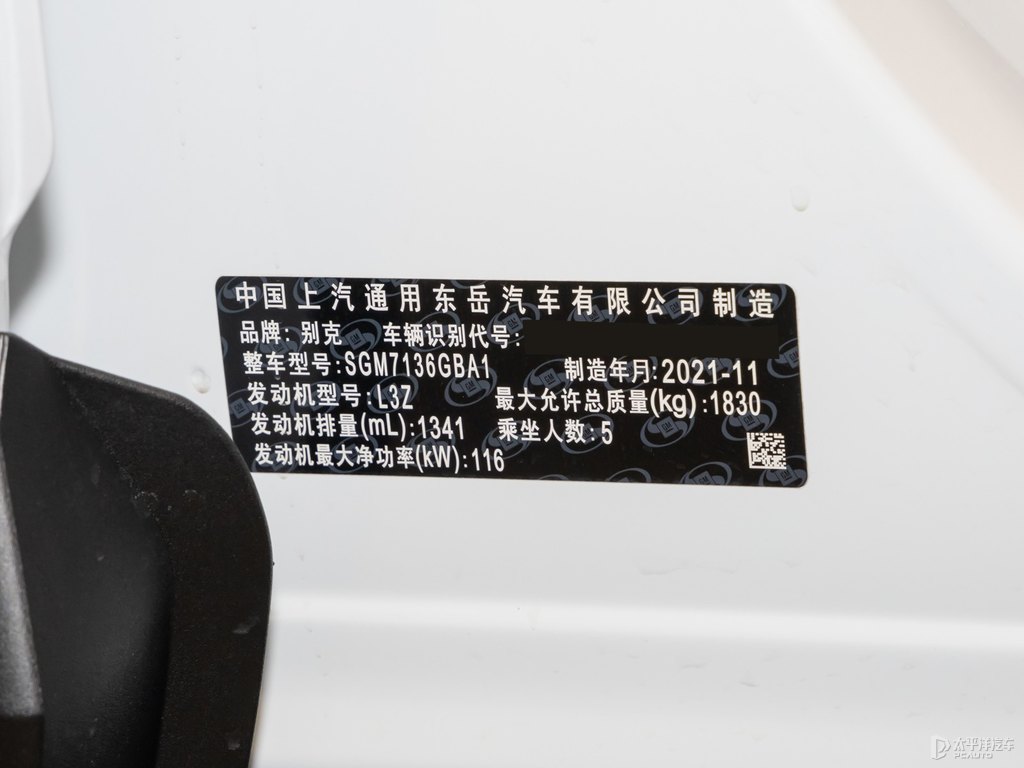 中国上汽通用东岳汽车有限公司制造
品牌：别克 车辆识别代号：
整车型号:SGM7136GBA1 制造年月:2021-11
发动机型号:L3Z 最大允许总质量(kg):1830
发动机排量(mL):1341 乘坐人数:5
发动机最大净功率(kW):116
太平洋汽车
PCAUTO